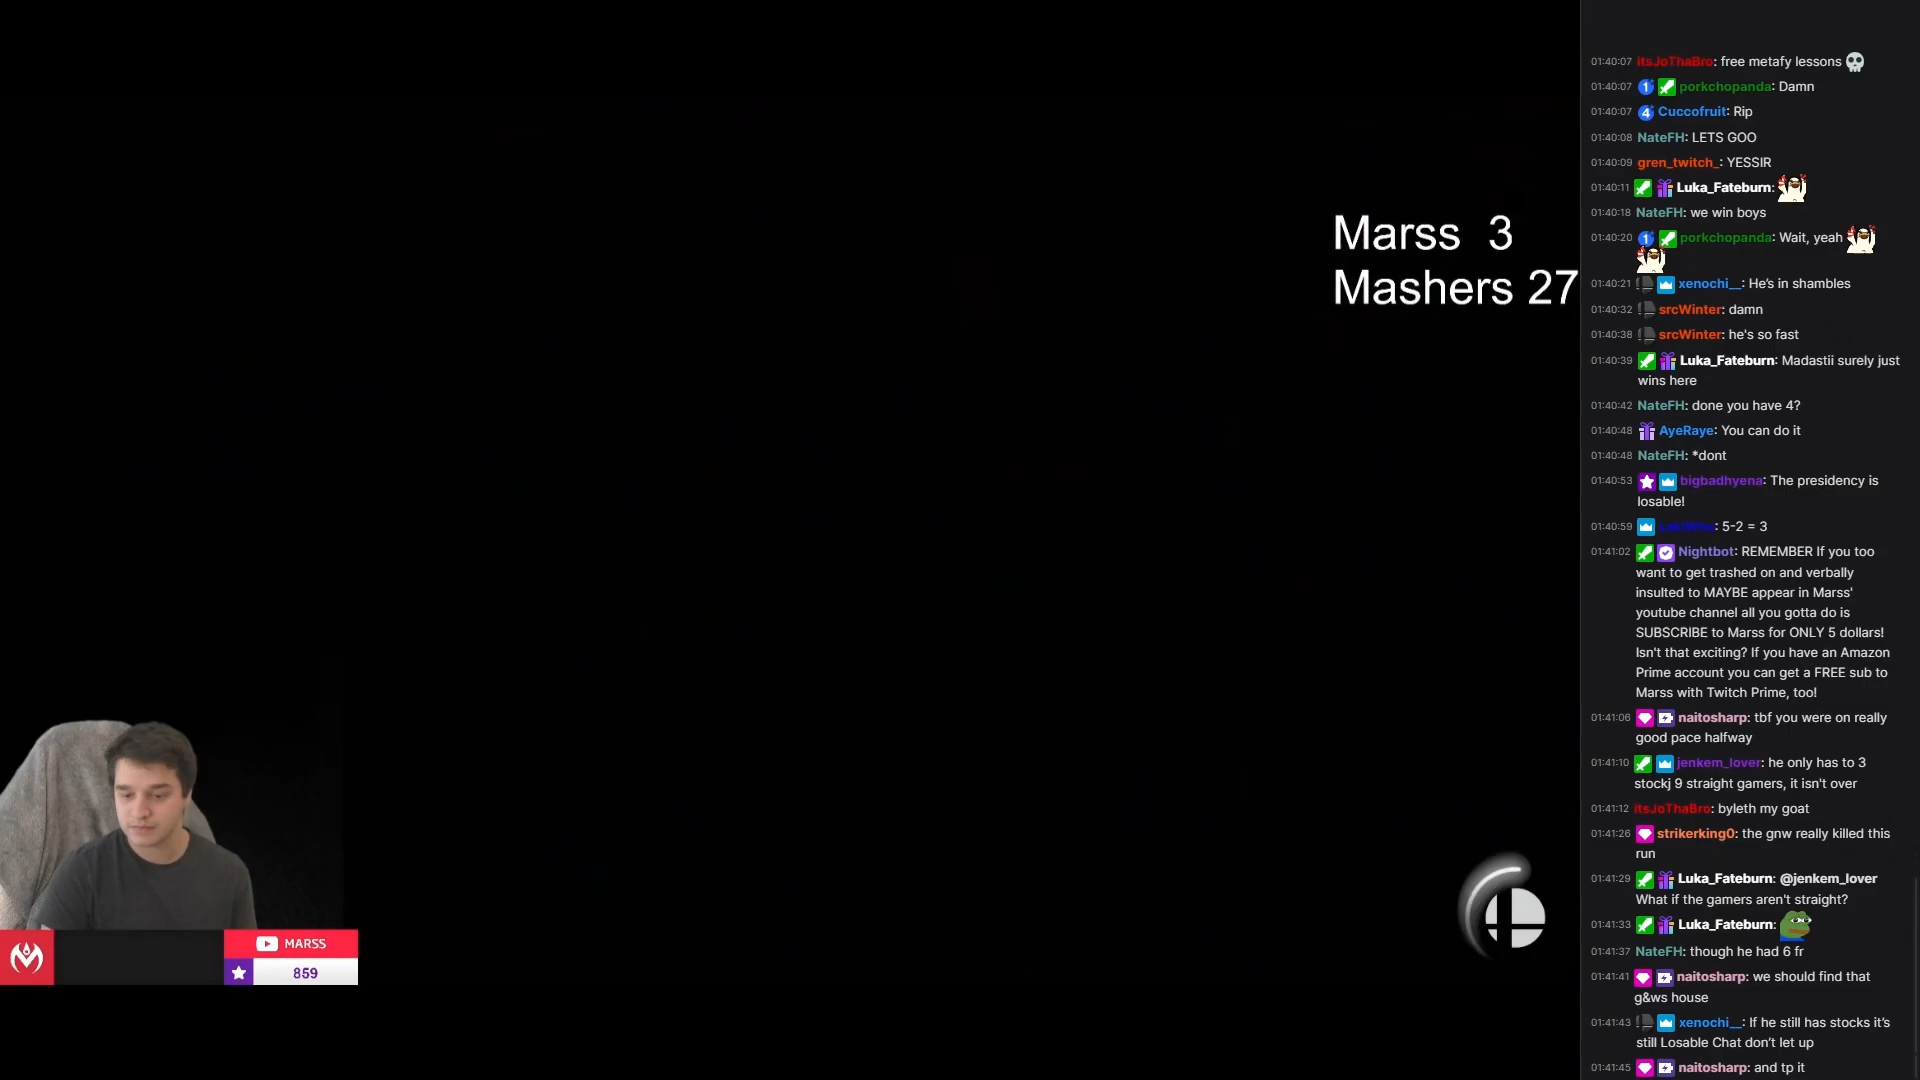 Marss 3
Mashers 27
MARSS
859
01:40:07 itsJoThaBro: free metafy lessons
01:40:07 1 porkchopanda: Damn
01:40:07 4 Cuccofruit: Rip
01:40:08 NateFH: LETS GOO
01:40:09 gren_twitch_: YESSIR
01:40:11 Luka_Fateburn:
01:40:18 NateFH: we win boys
01:40:20 1 porkchopanda: Wait, yeah
01:40:21 xenochi__: He's in shambles
01:40:32 srcWinter: damn
01:40:38 srcWinter: he's so fast
01:40:39 Luka_Fateburn: Madastii surely just
wins here
01:40:42 NateFH: done you have 4?
01:40:48 AyeRaye: You can do it
01:40:48 NateFH: *dont
01:40:53 bigbadhyena: The presidency is
losable!
01:40:59 : 5-2 = 3
01:41:02 Nightbot: REMEMBER If you too
want to get trashed on and verbally
insulted to MAYBE appear in Marss'
youtube channel all you gotta do is
SUBSCRIBE to Marss for ONLY 5 dollars!
Isn't that exciting? If you have an Amazon
Prime account you can get a FREE sub to
Marss with Twitch Prime, too!
01:41:06 naitosharp: tbf you were on really
good pace halfway
01:41:10 jenkem_lover: he only has to 3
stockj 9 straight gamers, it isn't over
01:41:12 itsJoThaBro: byleth my goat
01:41:26 strikerking0: the gnw really killed this
run
01:41:29 Luka_Fateburn: @jenkem_lover
What if the gamers aren't straight?
01:41:33 Luka_Fateburn:
01:41:37 NateFH: though he had 6 fr
01:41:41 naitosharp: we should find that
g&ws house
01:41:43 xenochi__: If he still has stocks it's
still Losable Chat don't let up
01:41:45 naitosharp: and tp it